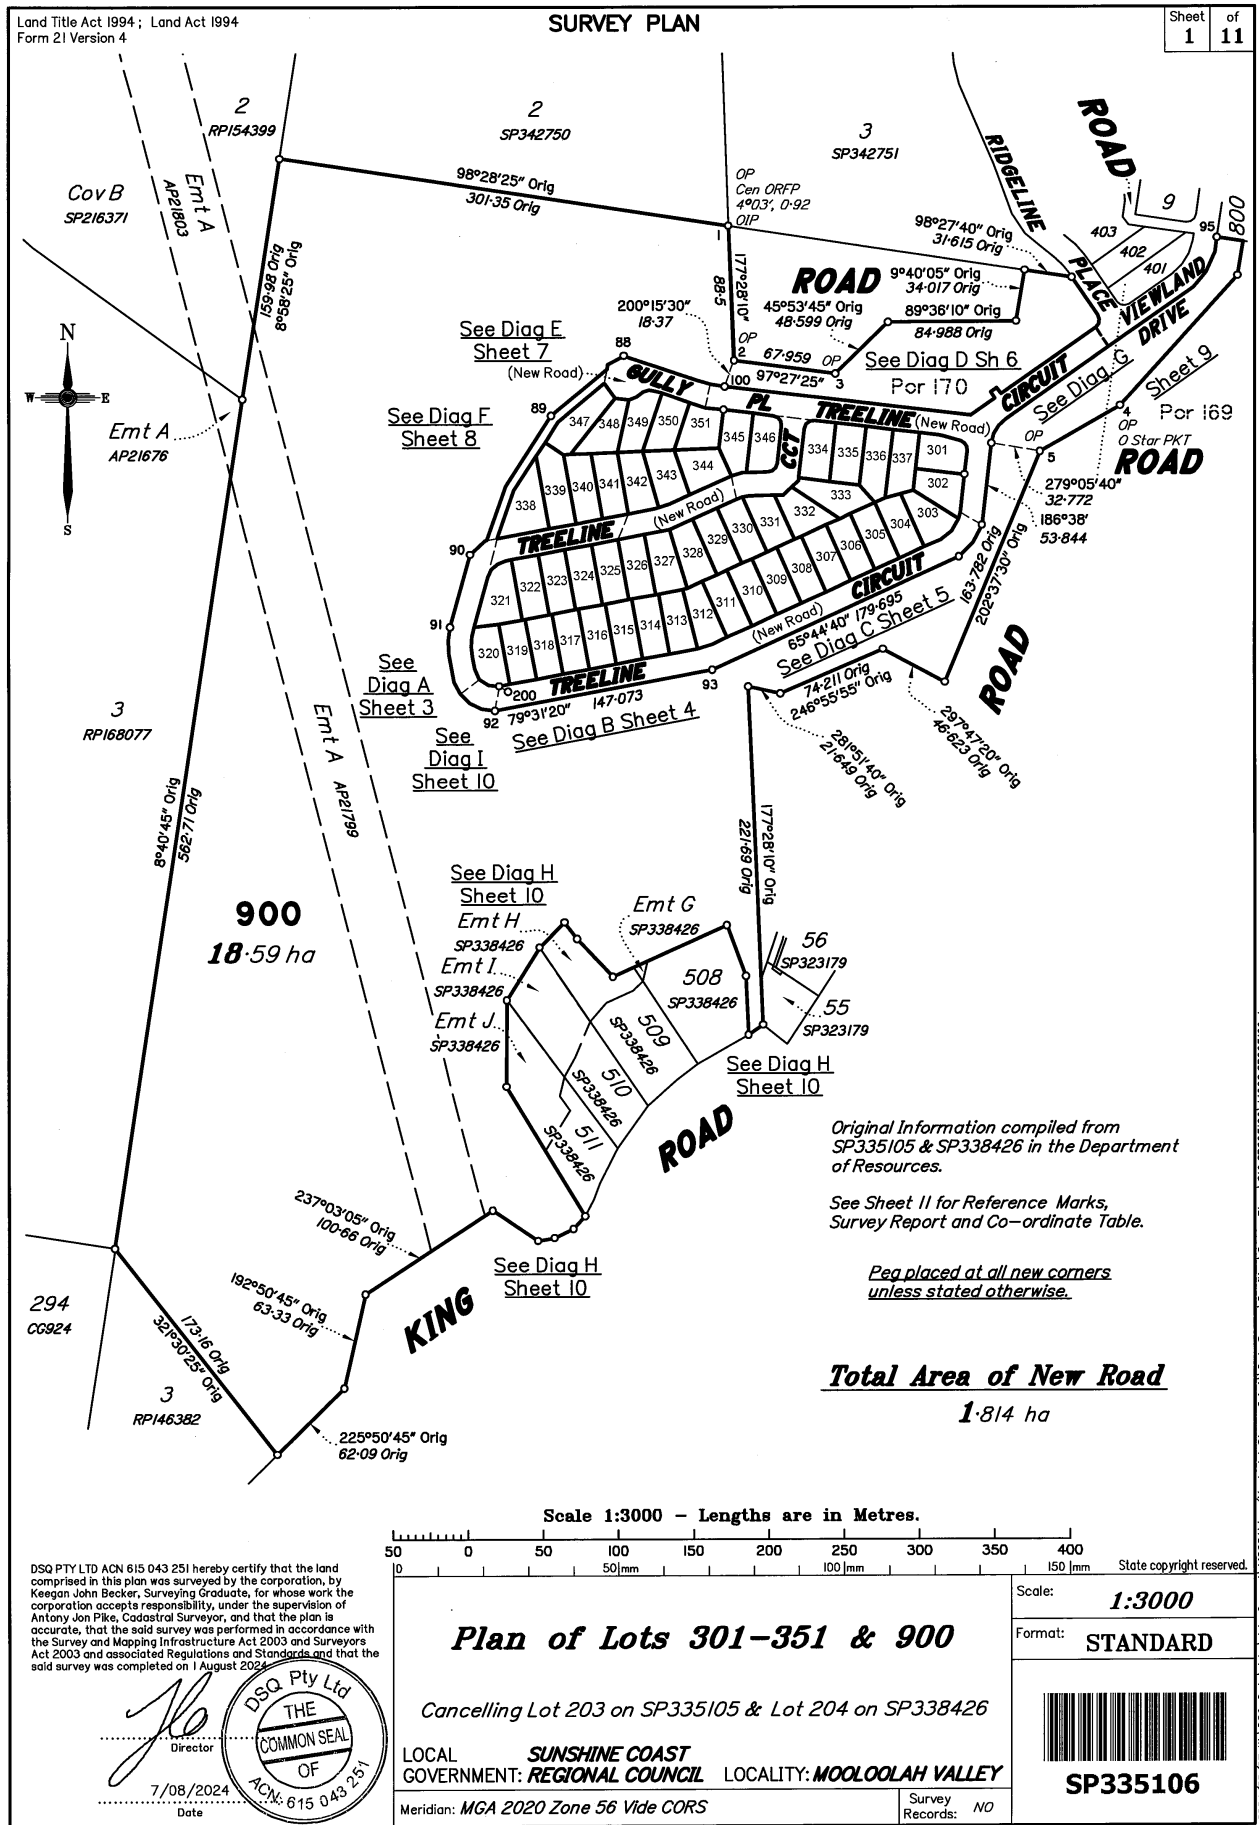 Land Title Act 1994 ; Land Act 1994
Form 21 Version 4
SURVEY PLAN
Sheet
1
of
11
2
RP154399
2
SP342750
3
SP342751
Cov B
SP216371
Emt A
AP21803
98°28'25" Orig
301·35 Orig
OP
Cen ORFP
4°03', 0·92
OIP
1
RIDGELINE
PLACE
ROAD
9
800
95
403
402
401
98°27'40" Orig
31·615 Orig
VIEWLAND
DRIVE
159·98 Orig
8°58'25" Orig
177°28'10"
88·5
ROAD
9°40'05" Orig
34·017 Orig
45°53'45" Orig
48·599 Orig
89°36'10" Orig
84·988 Orig
200°15'30"
18·37
OP
2
67·959
OP
97°27'25"
3
100
See Diag D Sh 6
Por 170
See Diag E
Sheet 7
(New Road)
88
GULLY
PL
TREELINE
(New Road)
CIRCUIT
See Diag G
Sheet 9
4
OP
O Star PKT
Por 169
ROAD
N
W
E
S
Emt A
AP21676
See Diag F
Sheet 8
89
347
348
349
350
351
345
346
CCT
334
335
336
337
301
302
OP
5
279°05'40"
32·772
186°38'
53·844
338
339
340
341
342
343
344
333
332
303
304
305
306
307
308
309
310
311
312
313
314
315
316
317
318
319
320
321
322
323
324
325
326
327
328
329
330
331
90
TREELINE
(New Road)
CIRCUIT
(New Road)
65°44'40" 179·695
See Diag C Sheet 5
163·782 Orig
202°37'30" Orig
ROAD
91
See
Diag A
Sheet 3
200
TREELINE
92
79°31'20"
147·073
93
See Diag B Sheet 4
74·211 Orig
246°55'55" Orig
297°47'20" Orig
46·623 Orig
281°51'40" Orig
21·649 Orig
See
Diag I
Sheet 10
3
RP168077
Emt A
AP21799
8°40'45" Orig
562·71 Orig
177°28'10" Orig
221·69 Orig
900
18·59 ha
See Diag H
Sheet 10
Emt H
SP338426
Emt I
SP338426
Emt J
SP338426
Emt G
SP338426
508
SP338426
509
SP338426
510
SP338426
511
SP338426
56
SP323179
55
SP323179
See Diag H
Sheet 10
ROAD
Original Information compiled from
SP335105 & SP338426 in the Department
of Resources.
See Sheet 11 for Reference Marks,
Survey Report and Co-ordinate Table.
Peg placed at all new corners
unless stated otherwise.
237°03'05" Orig
100·66 Orig
See Diag H
Sheet 10
KING
192°50'45" Orig
63·33 Orig
294
CG924
173·16 Orig
321°30'25" Orig
3
RP146382
225°50'45" Orig
62·09 Orig
Total Area of New Road
1·814 ha
Scale 1:3000 – Lengths are in Metres.
50 0 50 100 150 200 250 300 350 400
0 50 mm 100 mm 150 mm
State copyright reserved.
DSQ PTY LTD ACN 615 043 251 hereby certify that the land
comprised in this plan was surveyed by the corporation, by
Keegan John Becker, Surveying Graduate, for whose work the
corporation accepts responsibility, under the supervision of
Antony Jon Pike, Cadastral Surveyor, and that the plan is
accurate, that the said survey was performed in accordance with
the Survey and Mapping Infrastructure Act 2003 and Surveyors
Act 2003 and associated Regulations and Standards and that the
said survey was completed on 1 August 2024
Director
7/08/2024
Date
DSQ Pty Ltd
THE
COMMON SEAL
OF
ACN: 615 043 251
Plan of Lots 301–351 & 900
Cancelling Lot 203 on SP335105 & Lot 204 on SP338426
LOCAL
GOVERNMENT:
SUNSHINE COAST
REGIONAL COUNCIL
LOCALITY: MOOLOOLAH VALLEY
Meridian: MGA 2020 Zone 56 Vide CORS
Survey
Records: NO
Scale:
1:3000
Format:
STANDARD
SP335106